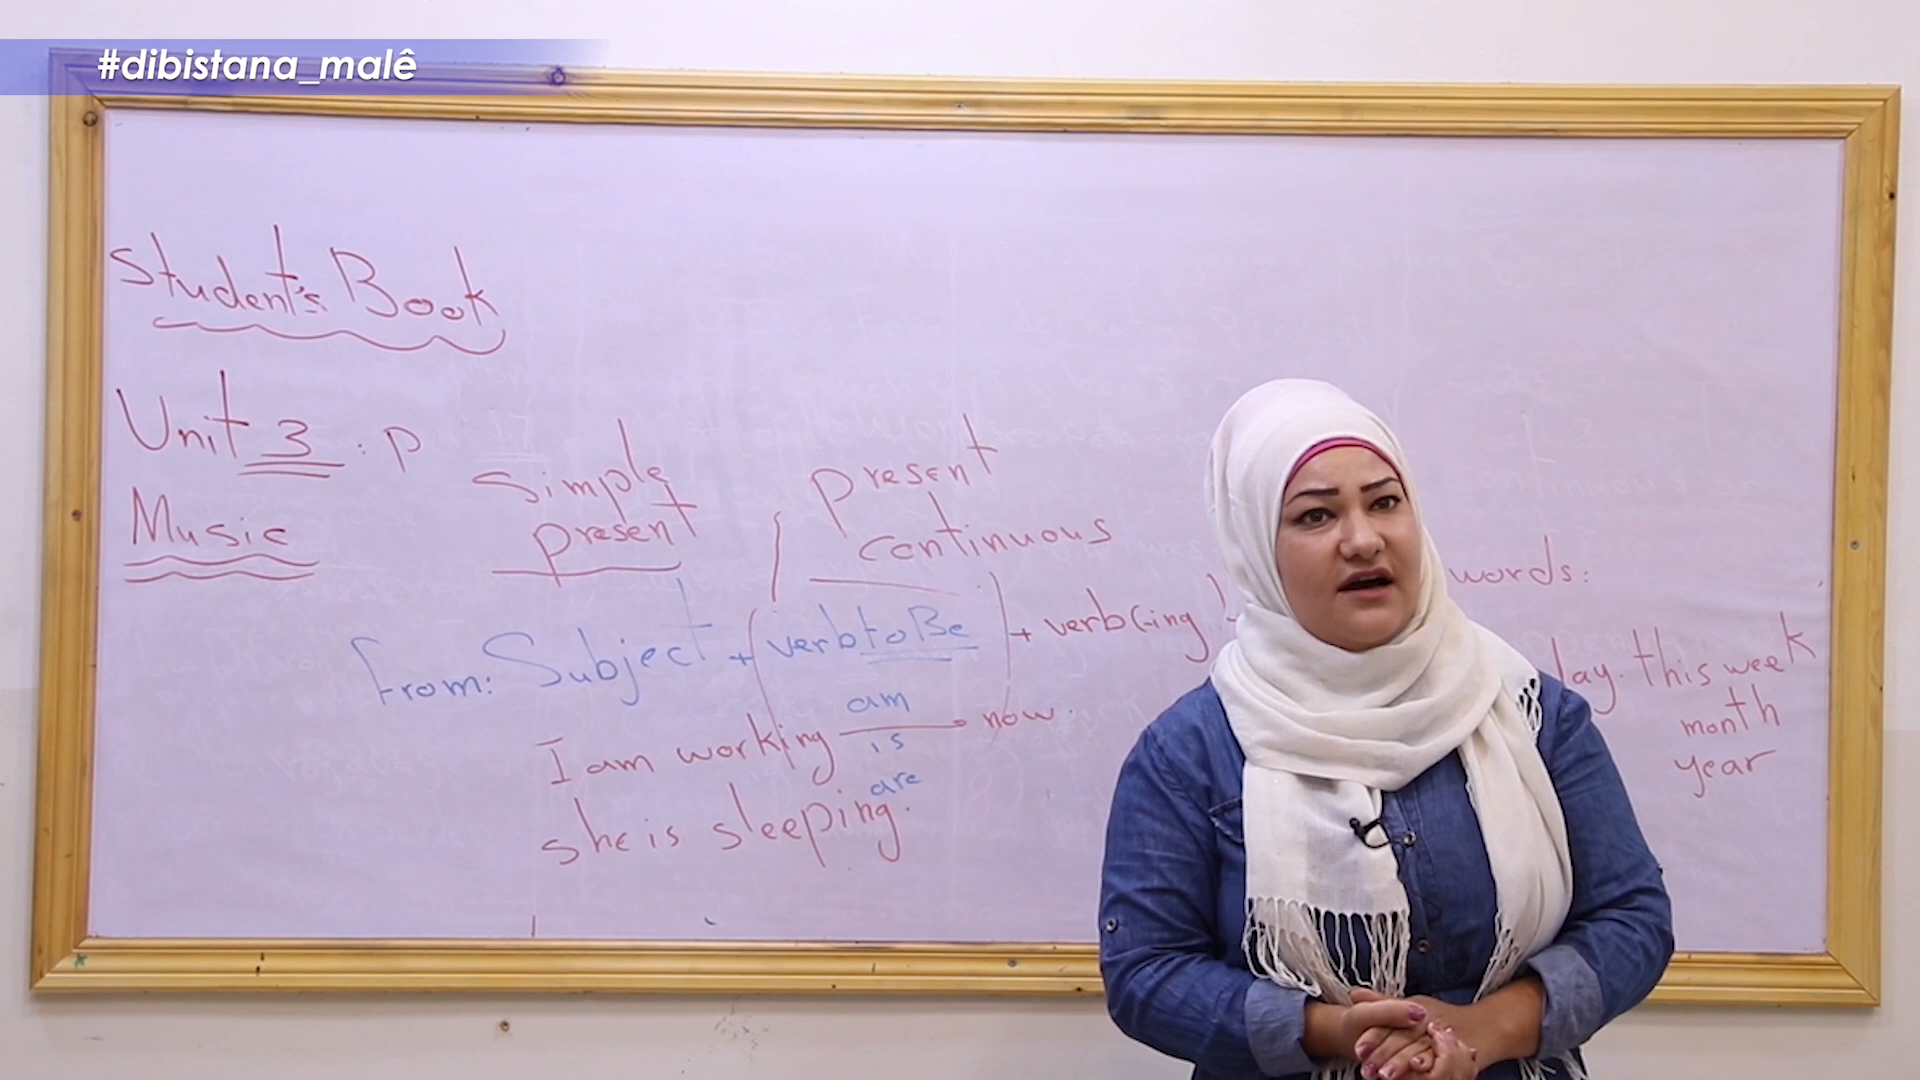 #dibistana_malê
Student's Book
Unit 3 : P
Music
Simple
present
present
continuous
From: Subject + (verb to Be) + verb(-ing)
am
is
are
I am working now.
she is sleeping.
words:
day. this week
month
year